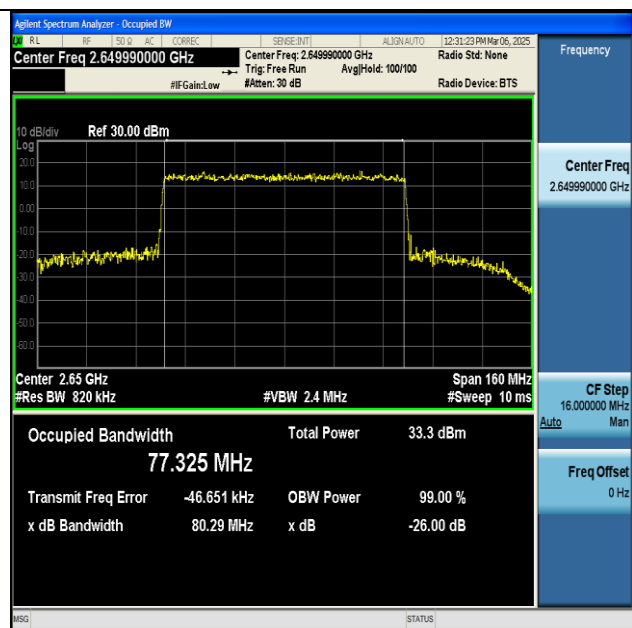 Agilent Spectrum Analyzer - Occupied BW
RL RF 50 Ω AC CORREC SENSE:INT ALIGN AUTO 12:31:23 PM Mar 06, 2025
Center Freq 2.649990000 GHz Center Freq: 2.649990000 GHz Radio Std: None
Trig: Free Run Avg|Hold: 100/100
#IFGain:Low #Atten: 30 dB Radio Device: BTS
10 dB/div Ref 30.00 dBm
Log
20.0
10.0
0.00
-10.0
-20.0
-30.0
-40.0
-50.0
-60.0
Center 2.65 GHz Span 160 MHz
#Res BW 820 kHz #VBW 2.4 MHz #Sweep 10 ms
Occupied Bandwidth Total Power 33.3 dBm
77.325 MHz
Transmit Freq Error -46.651 kHz OBW Power 99.00 %
x dB Bandwidth 80.29 MHz x dB -26.00 dB
MSG STATUS
Frequency
Center Freq
2.649990000 GHz
CF Step
16.000000 MHz
Auto Man
Freq Offset
0 Hz